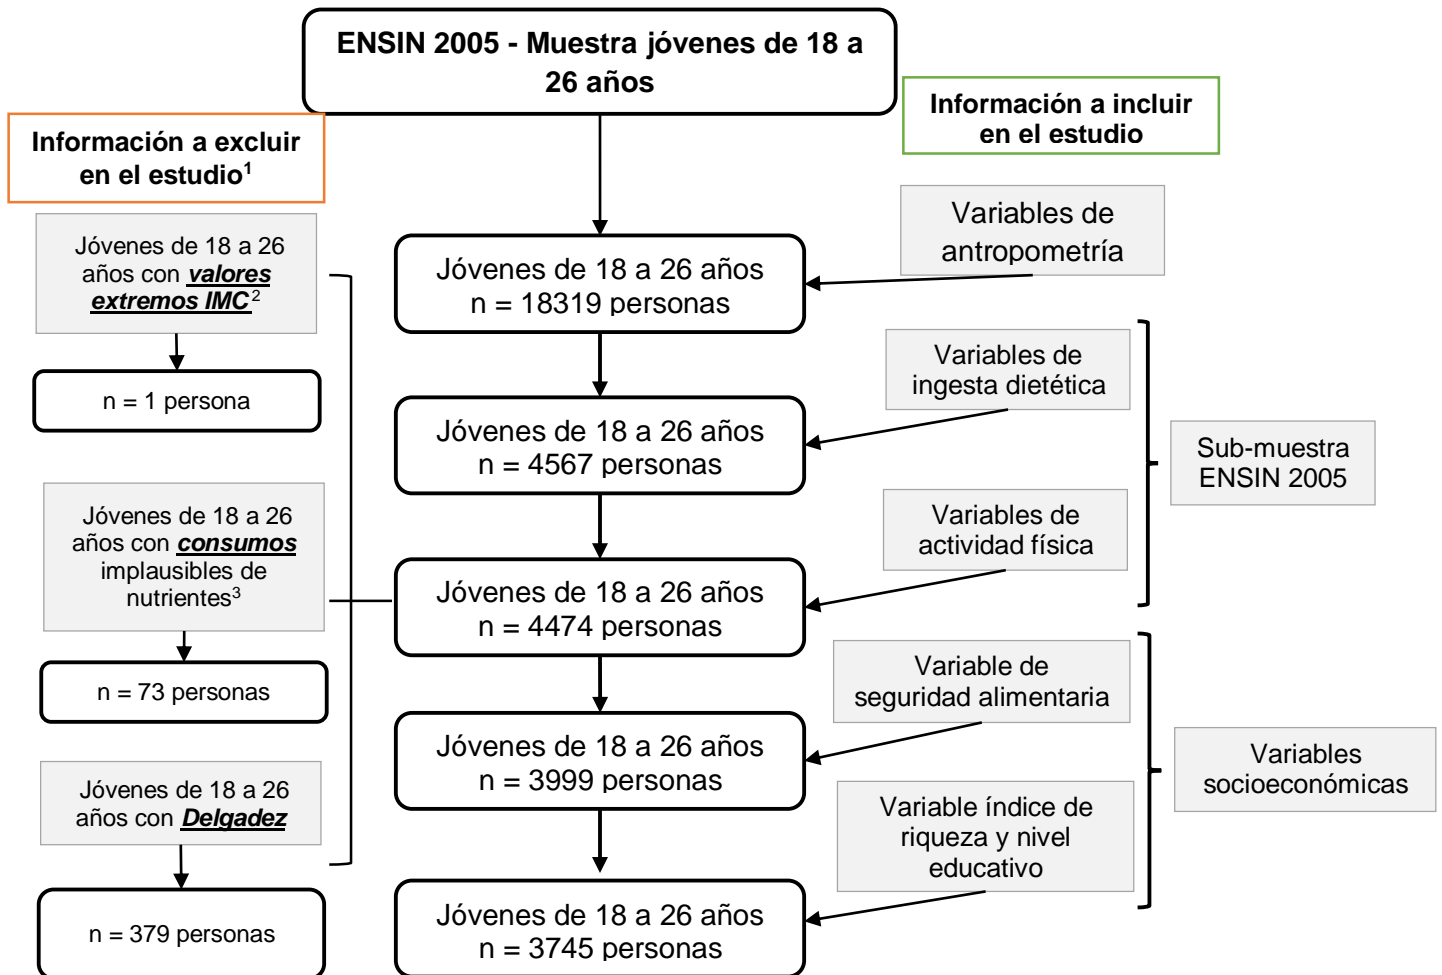 ENSIN 2005 - Muestra jóvenes de 18 a
26 años
Información a excluir
en el estudio1
Información a incluir
en el estudio
Jóvenes de 18 a 26
años con valores
extremos IMC2
n = 1 persona
Jóvenes de 18 a 26
años con consumos
implausibles de
nutrientes3
n = 73 personas
Jóvenes de 18 a 26
años con Delgadez
n = 379 personas
Jóvenes de 18 a 26 años
n = 18319 personas
Jóvenes de 18 a 26 años
n = 4567 personas
Jóvenes de 18 a 26 años
n = 4474 personas
Jóvenes de 18 a 26 años
n = 3999 personas
Jóvenes de 18 a 26 años
n = 3745 personas
Variables de
antropometría
Variables de
ingesta dietética
Variables de
actividad física
Variable de
seguridad alimentaria
Variable índice de
riqueza y nivel
educativo
Sub-muestra
ENSIN 2005
Variables
socioeconómicas